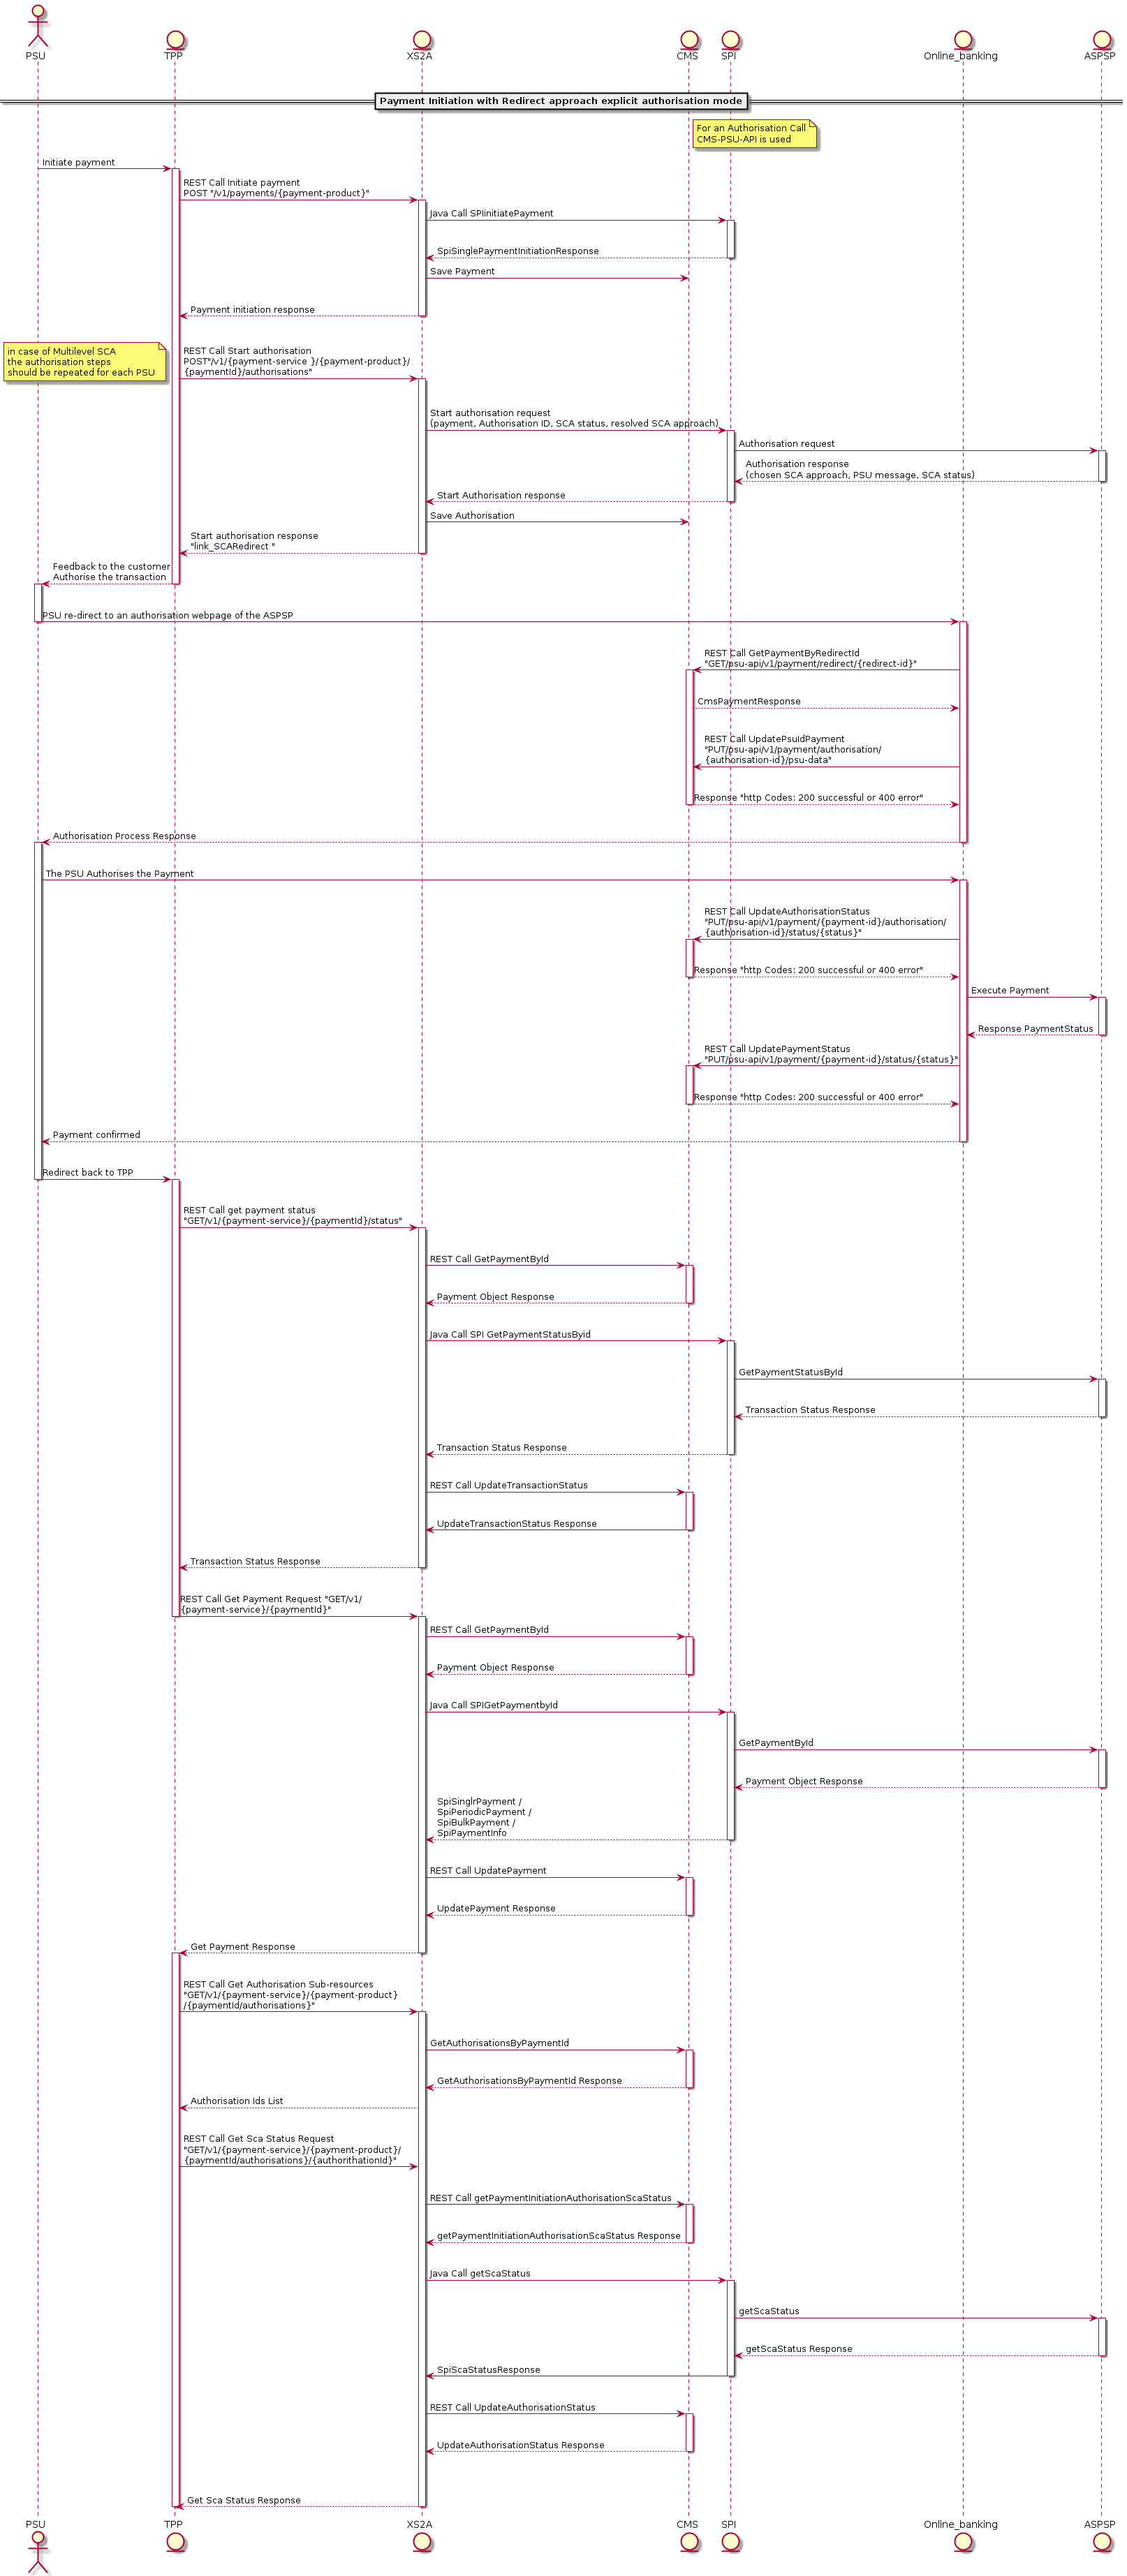 PSU
TPP
XS2A
CMS
SPI
Online_banking
ASPSP
Payment Initiation with Redirect approach explicit authorisation mode
For an Authorisation Call
CMS-PSU-API is used
Initiate payment
REST Call Initiate payment
POST "/v1/payments/{payment-product}"
Java Call SPIinitiatePayment
SpiSinglePaymentInitiationResponse
Save Payment
Payment initiation response
in case of Multilevel SCA
the authorisation steps
should be repeated for each PSU
REST Call Start authorisation
POST"/v1/{payment-service }/{payment-product}/
{paymentId}/authorisations"
Start authorisation request
(payment, Authorisation ID, SCA status, resolved SCA approach)
Authorisation request
Authorisation response
(chosen SCA approach, PSU message, SCA status)
Start Authorisation response
Save Authorisation
Start authorisation response
"link_SCARedirect "
Feedback to the customer
Authorise the transaction
PSU re-direct to an authorisation webpage of the ASPSP
REST Call GetPaymentByRedirectId
"GET/psu-api/v1/payment/redirect/{redirect-id}"
CmsPaymentResponse
REST Call UpdatePsuIdPayment
"PUT/psu-api/v1/payment/authorisation/
{authorisation-id}/psu-data"
Response "http Codes: 200 successful or 400 error"
Authorisation Process Response
The PSU Authorises the Payment
REST Call UpdateAuthorisationStatus
"PUT/psu-api/v1/payment/{payment-id}/authorisation/
{authorisation-id}/status/{status}"
Response "http Codes: 200 successful or 400 error"
Execute Payment
Response PaymentStatus
REST Call UpdatePaymentStatus
"PUT/psu-api/v1/payment/{payment-id}/status/{status}"
Response "http Codes: 200 successful or 400 error"
Payment confirmed
Redirect back to TPP
REST Call get payment status
"GET/v1/{payment-service}/{paymentId}/status"
REST Call GetPaymentById
Payment Object Response
Java Call SPI GetPaymentStatusByid
GetPaymentStatusById
Transaction Status Response
Transaction Status Response
REST Call UpdateTransactionStatus
UpdateTransactionStatus Response
Transaction Status Response
REST Call Get Payment Request "GET/v1/
{payment-service}/{paymentId}"
REST Call GetPaymentById
Payment Object Response
Java Call SPIGetPaymentbyId
GetPaymentById
Payment Object Response
SpiSinglrPayment /
SpiPeriodicPayment /
SpiBulkPayment /
SpiPaymentInfo
REST Call UpdatePayment
UpdatePayment Response
Get Payment Response
REST Call Get Authorisation Sub-resources
"GET/v1/{payment-service}/{payment-product}
/{paymentId/authorisations}"
GetAuthorisationsByPaymentId
GetAuthorisationsByPaymentId Response
Authorisation Ids List
REST Call Get Sca Status Request
"GET/v1/{payment-service}/{payment-product}/
{paymentId/authorisations}/{authorithationId}"
REST Call getPaymentInitiationAuthorisationScaStatus
getPaymentInitiationAuthorisationScaStatus Response
Java Call getScaStatus
getScaStatus
getScaStatus Response
SpiScaStatusResponse
REST Call UpdateAuthorisationStatus
UpdateAuthorisationStatus Response
Get Sca Status Response
PSU
TPP
XS2A
CMS
SPI
Online_banking
ASPSP